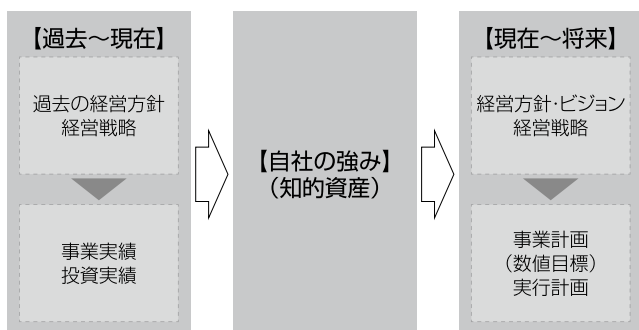 【過去～現在】
過去の経営方針
経営戦略
事業実績
投資実績
【自社の強み】
（知的資産）
【現在～将来】
経営方針・ビジョン
経営戦略
事業計画
（数値目標）
実行計画